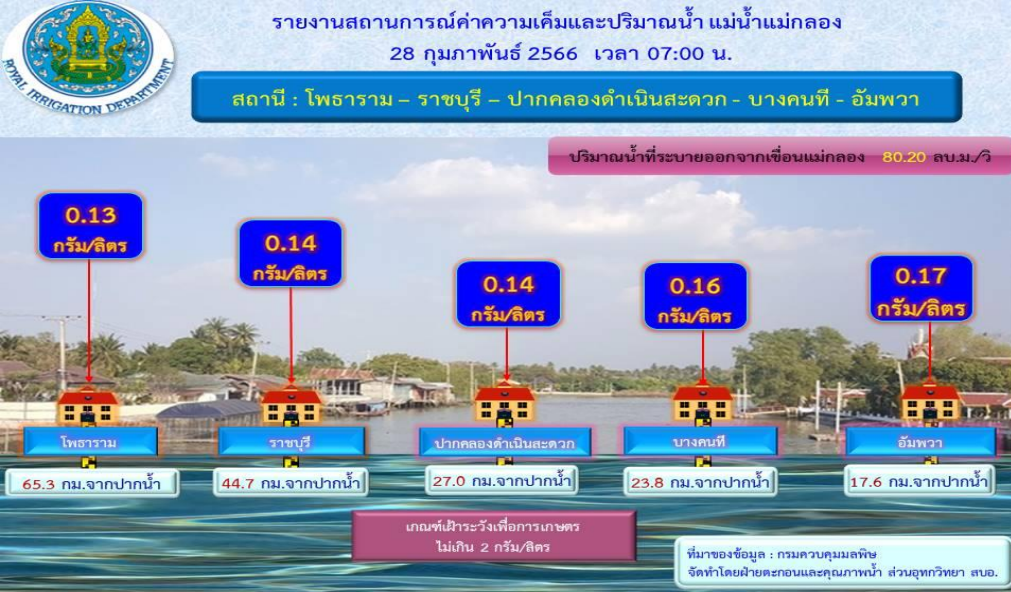 รายงานสถานการณ์ค่าความเค็มและปริมาณน้ำ แม่น้ำแม่กลอง
28 กุมภาพันธ์ 2566 เวลา 07:00 น.
ROYAL IRRIGATION DEPARTMENT
สถานี : โพธาราม – ราชบุรี – ปากคลองดำเนินสะดวก - บางคนที - อัมพวา
ปริมาณน้ำที่ระบายออกจากเขื่อนแม่กลอง 80.20 ลบ.ม./วิ
0.13
กรัม/ลิตร
0.14
กรัม/ลิตร
0.14
กรัม/ลิตร
0.16
กรัม/ลิตร
0.17
กรัม/ลิตร
โพธาราม
ราชบุรี
ปากคลองดำเนินสะดวก
บางคนที
อัมพวา
65.3 กม.จากปากน้ำ
44.7 กม.จากปากน้ำ
27.0 กม.จากปากน้ำ
23.8 กม.จากปากน้ำ
17.6 กม.จากปากน้ำ
เกณฑ์เฝ้าระวังเพื่อการเกษตร
ไม่เกิน 2 กรัม/ลิตร
ที่มาของข้อมูล : กรมควบคุมมลพิษ
จัดทำโดยฝ่ายตะกอนและคุณภาพน้ำ ส่วนอุทกวิทยา สบอ.